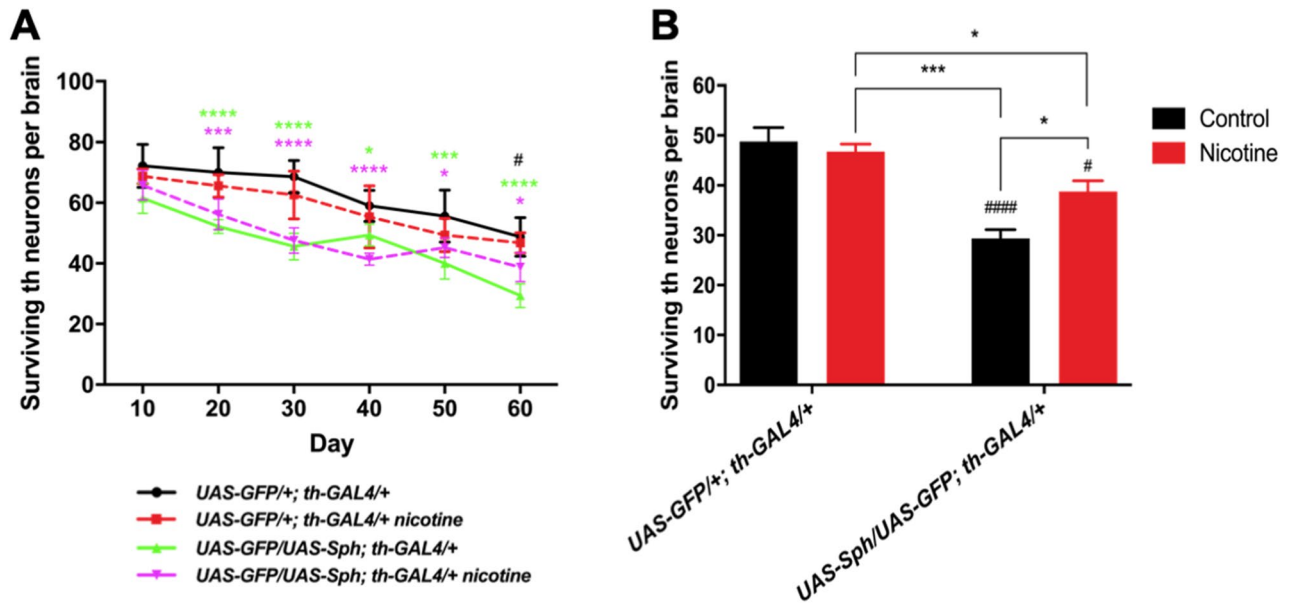 A
Surviving th neurons per brain
100
80
60
40
20
0
****
***
****
****
*
****
***
*
#
****
*
10 20 30 40 50 60
Day
UAS-GFP/+; th-GAL4/+
UAS-GFP/+; th-GAL4/+ nicotine
UAS-GFP/UAS-Sph; th-GAL4/+
UAS-GFP/UAS-Sph; th-GAL4/+ nicotine
B
Surviving th neurons per brain
60
50
40
30
20
10
0
*
***
*
#
####
Control
Nicotine
UAS-GFP/+; th-GAL4/+
UAS-Sph/UAS-GFP; th-GAL4/+